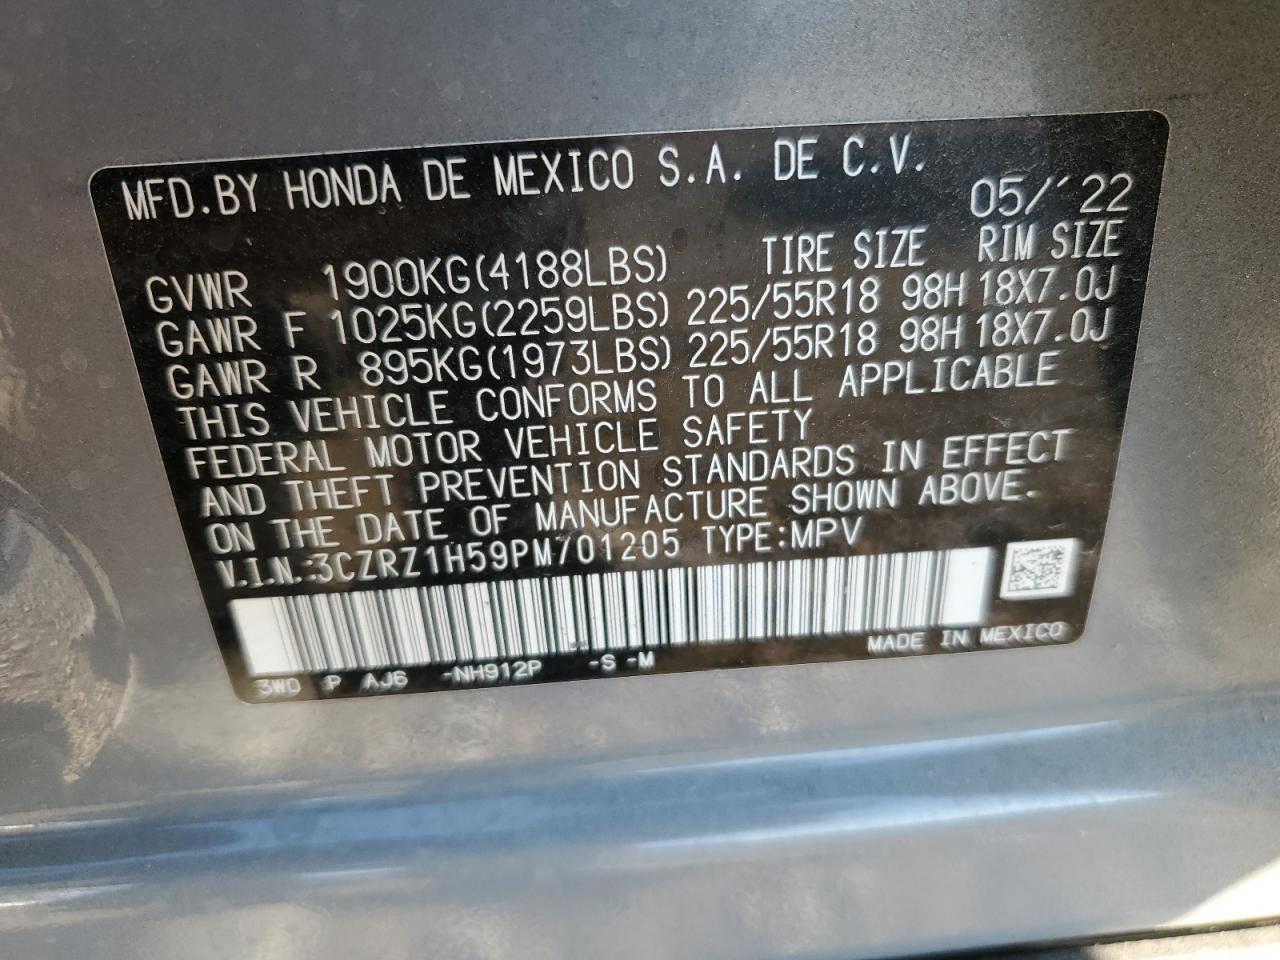 MFD.BY HONDA DE MEXICO S.A. DE C.V.
05/'22
TIRE SIZE RIM SIZE
GVWR 1900KG(4188LBS)
GAWR F 1025KG(2259LBS) 225/55R18 98H 18X7.0J
GAWR R 895KG(1973LBS) 225/55R18 98H 18X7.0J
THIS VEHICLE CONFORMS TO ALL APPLICABLE
FEDERAL MOTOR VEHICLE SAFETY
AND THEFT PREVENTION STANDARDS IN EFFECT
ON THE DATE OF MANUFACTURE SHOWN ABOVE.
V.I.N.:3CZRZ1H59PM701205 TYPE:MPV
MADE IN MEXICO
3W0 P AJ6 -NH912P -S -M